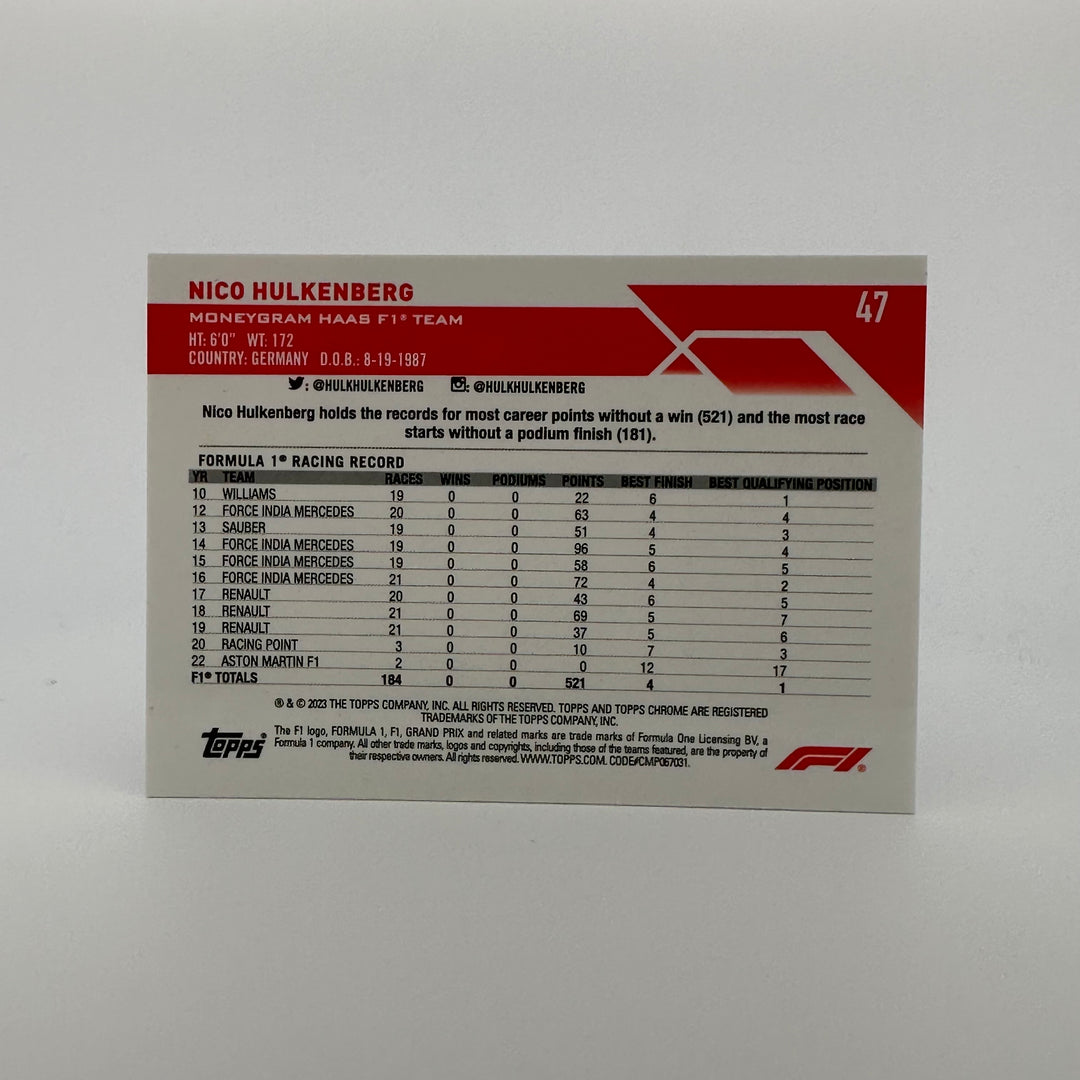 NICO HULKENBERG
47
MONEYGRAM HAAS F1® TEAM
HT: 6'0" WT: 172
COUNTRY: GERMANY D.O.B.: 8-19-1987
: @HULKHULKENBERG : @HULKHULKENBERG
Nico Hulkenberg holds the records for most career points without a win (521) and the most race
starts without a podium finish (181).
FORMULA 1® RACING RECORD
YR TEAM RACES WINS PODIUMS POINTS BEST FINISH BEST QUALIFYING POSITION
10 WILLIAMS 19 0 0 22 6 1
12 FORCE INDIA MERCEDES 20 0 0 63 4 4
13 SAUBER 19 0 0 51 4 3
14 FORCE INDIA MERCEDES 19 0 0 96 5 4
15 FORCE INDIA MERCEDES 19 0 0 58 6 5
16 FORCE INDIA MERCEDES 21 0 0 72 4 2
17 RENAULT 20 0 0 43 6 5
18 RENAULT 21 0 0 69 5 7
19 RENAULT 21 0 0 37 5 6
20 RACING POINT 3 0 0 10 7 3
22 ASTON MARTIN F1 2 0 0 0 12 17
F1® TOTALS 184 0 0 521 4 1
® & © 2023 THE TOPPS COMPANY, INC. ALL RIGHTS RESERVED. TOPPS AND TOPPS CHROME ARE REGISTERED
TRADEMARKS OF THE TOPPS COMPANY, INC.
The F1 logo, FORMULA 1, F1, GRAND PRIX and related marks are trade marks of Formula One Licensing BV, a
Formula 1 company. All other trade marks, logos and copyrights, including those of the teams featured, are the property of
their respective owners. All rights reserved. WWW.TOPPS.COM. CODE#CMP067031.
Topps®
F1®